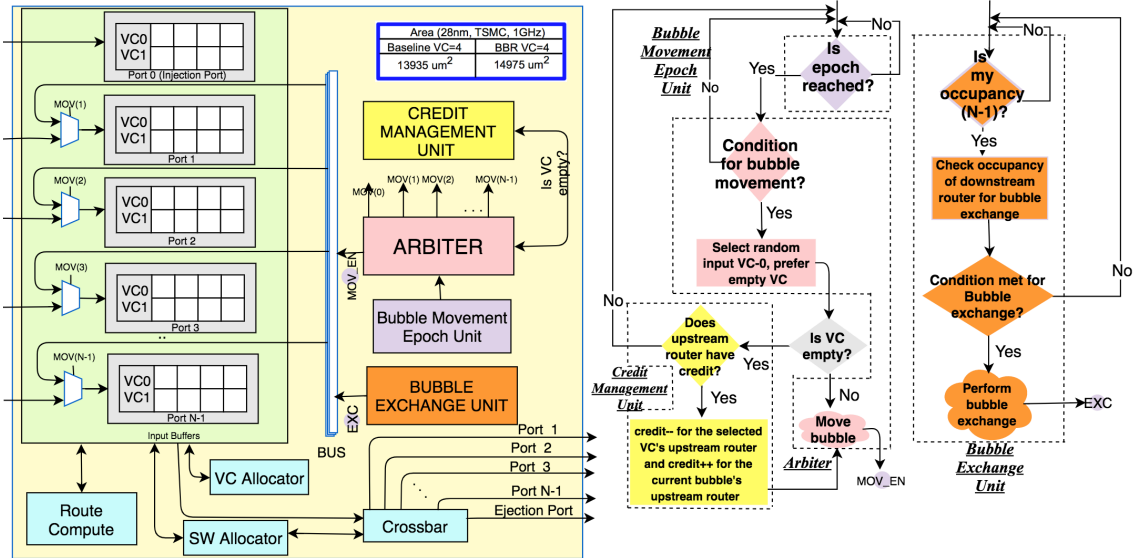 VC0
VC1
Port 0 (Injection Port)
MOV(1)
VC0
VC1
Port 1
MOV(2)
VC0
VC1
Port 2
MOV(3)
VC0
VC1
Port 3
..
MOV(N-1)
VC0
VC1
Port N-1
Input Buffers
BUS
Area (28nm, TSMC, 1GHz)
Baseline VC=4
BBR VC=4
13935 um2
14975 um2
CREDIT
MANAGEMENT
UNIT
Is VC
empty?
MOV(0)
MOV(1)
MOV(2)
MOV(N-1)
. . .
ARBITER
MOV_EN
Bubble Movement
Epoch Unit
BUBBLE
EXCHANGE UNIT
EXC
Port 1
Port 2
Port 3
Port N-1
Ejection Port
Route
Compute
VC Allocator
SW Allocator
Crossbar
Bubble
Movement
Epoch
Unit
No
Is
epoch
reached?
Yes
No
Condition
for bubble
movement?
Yes
Select random
input VC-0, prefer
empty VC
No
Does
upstream
router have
credit?
Yes
Is VC
empty?
Credit
Management
Unit
Yes
No
credit-- for the selected
VC's upstream router
and credit++ for the
current bubble's
upstream router
Move
bubble
Arbiter
MOV_EN
No
Is
my
occupancy
(N-1)?
Yes
Check occupancy
of downstream
router for bubble
exchange
No
Condition met for
Bubble
exchange?
Yes
Perform
bubble
exchange
EXC
Bubble
Exchange
Unit